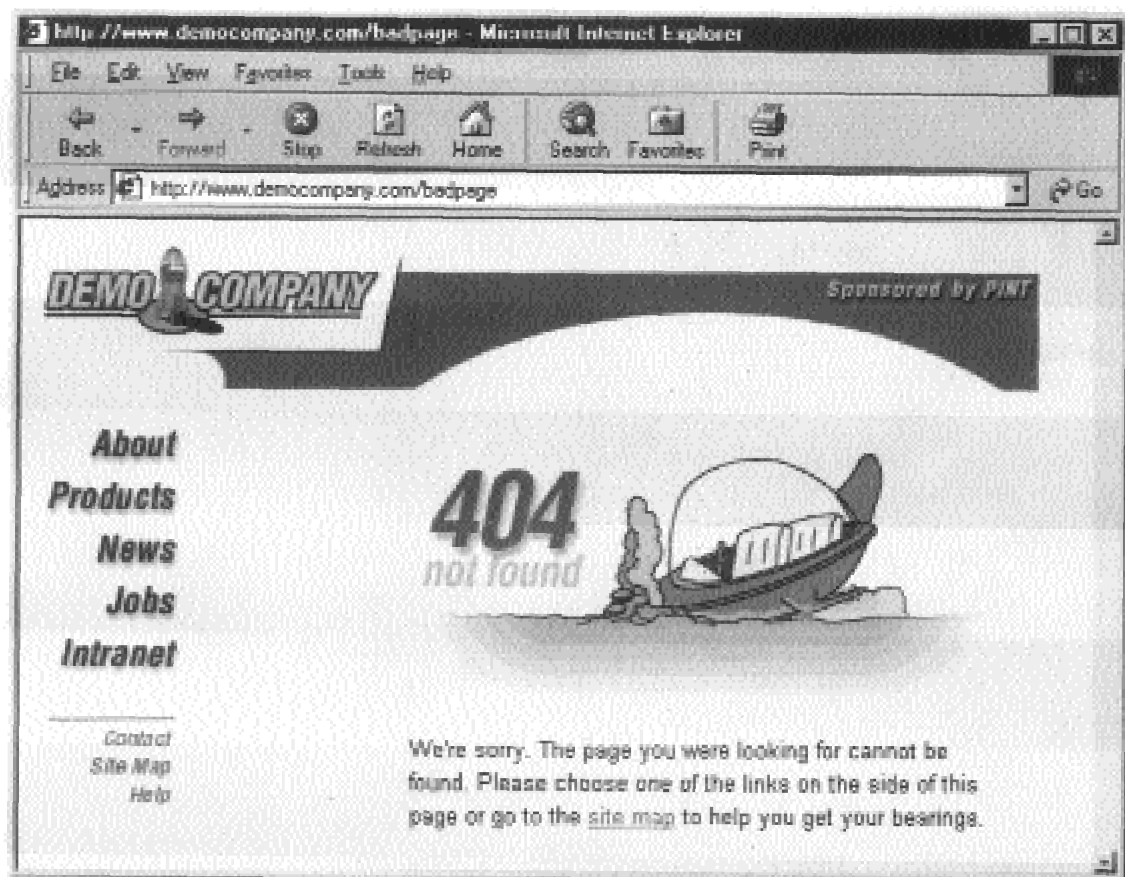 http://www.democompany.com/badpage - Microsoft Internet Explorer
File Edit View Favorites Tools Help
Back Forward Stop Refresh Home Search Favorites Print
Address http://www.democompany.com/badpage Go
DEMO COMPANY
Sponsored by PINT
About
Products
News
Jobs
Intranet
Contact
Site Map
Help
404
not found
We're sorry. The page you were looking for cannot be
found. Please choose one of the links on the side of this
page or go to the site map to help you get your bearings.